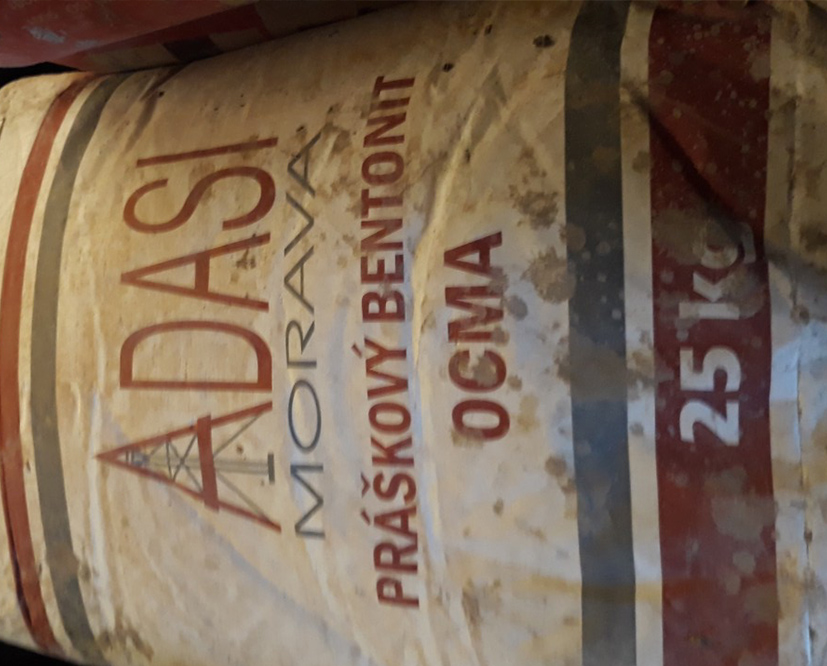 ADASI
MORAVA
PRÁŠKOVÝ BENTONIT
OCMA
25 kg